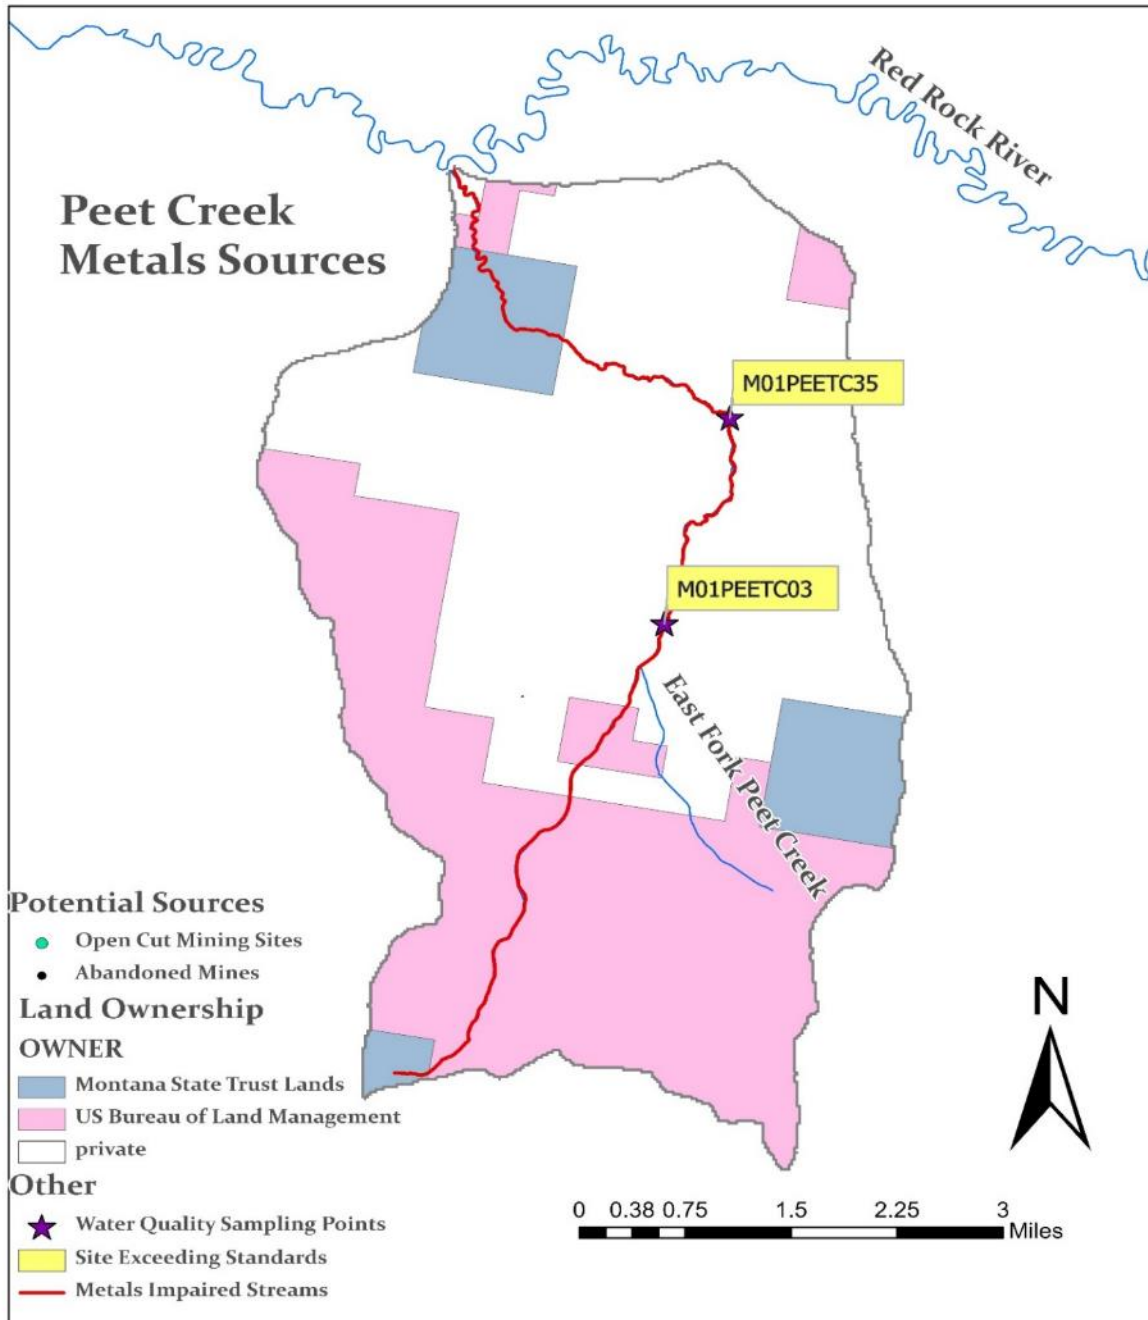 Red Rock River
Peet Creek
Metals Sources
M01PEETC35
M01PEETC03
East Fork Peet Creek
Potential Sources
Open Cut Mining Sites
Abandoned Mines
Land Ownership
OWNER
Montana State Trust Lands
US Bureau of Land Management
private
Other
Water Quality Sampling Points
Site Exceeding Standards
Metals Impaired Streams
N
0 0.38 0.75 1.5 2.25 3
Miles